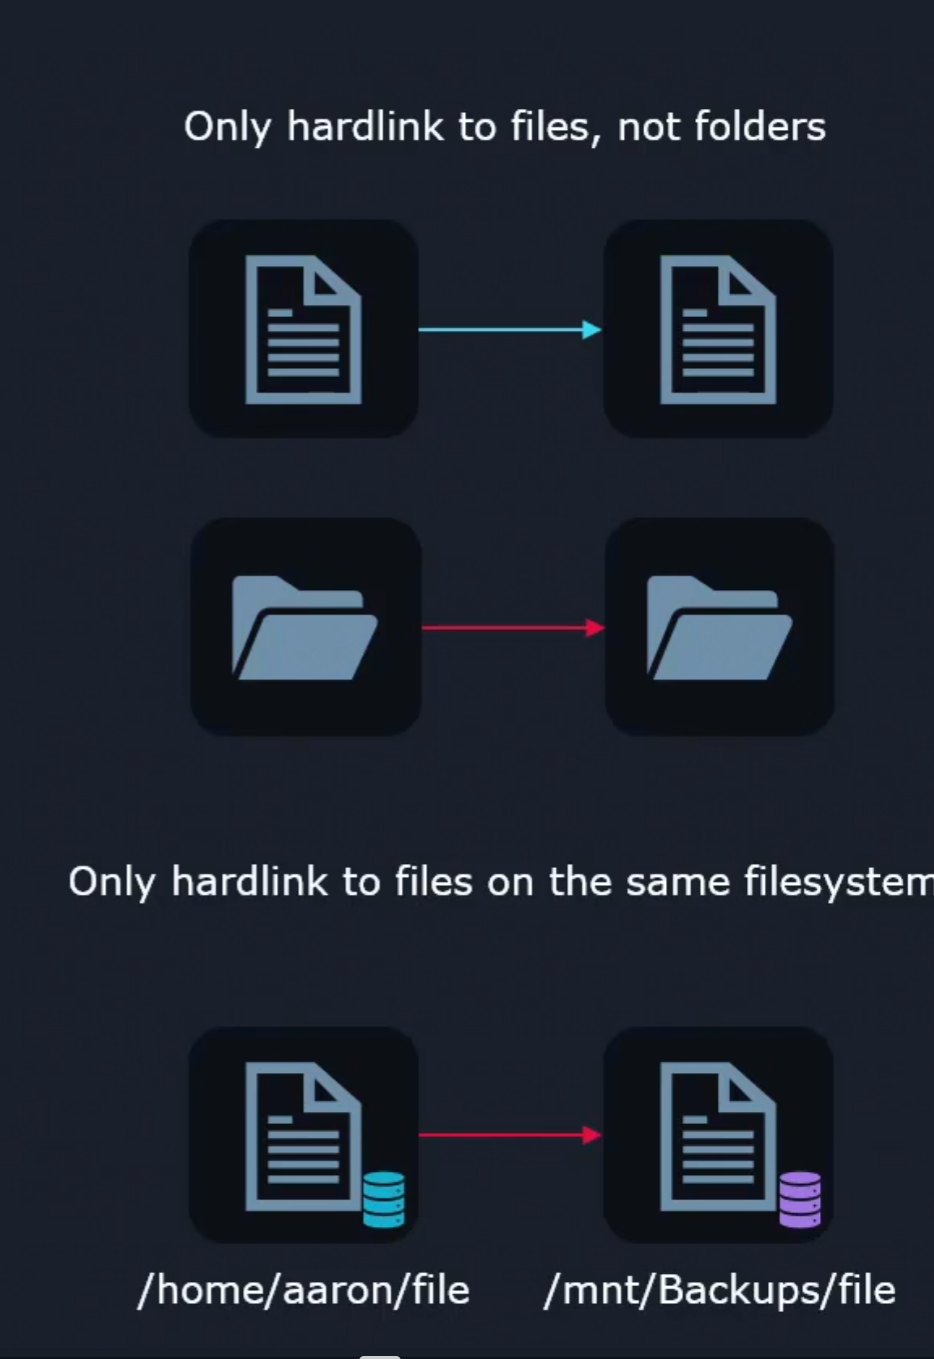 Only hardlink to files, not folders
Only hardlink to files on the same filesystem
/home/aaron/file
/mnt/Backups/file